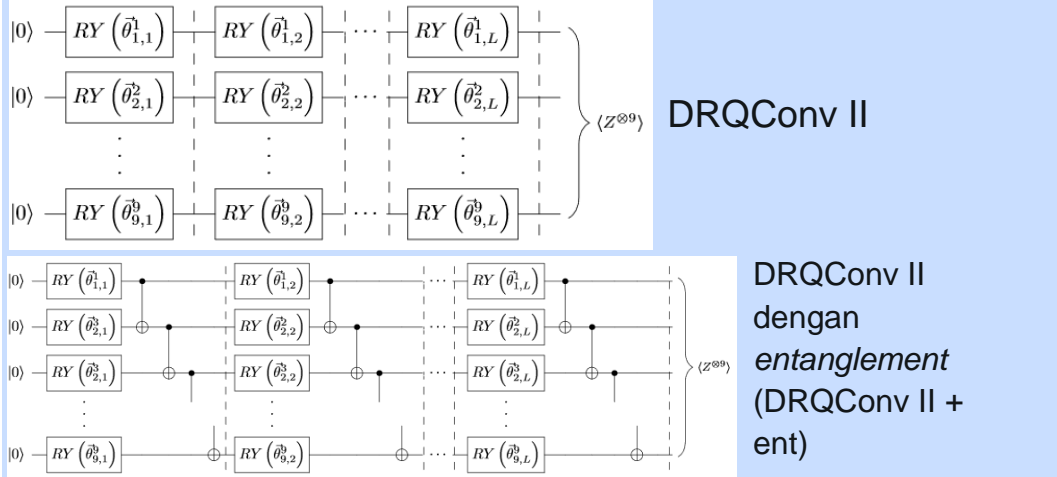 |0⟩ RY(θ⃗¹₁,₁) RY(θ⃗¹₁,₂) ··· RY(θ⃗¹₁,L)
|0⟩ RY(θ⃗²₂,₁) RY(θ⃗²₂,₂) ··· RY(θ⃗²₂,L)
⟨Z^⊗9⟩
DRQConv II
|0⟩ RY(θ⃗⁹₉,₁) RY(θ⃗⁹₉,₂) ··· RY(θ⃗⁹₉,L)
|0⟩ RY(θ⃗¹₁,₁) RY(θ⃗¹₁,₂) ··· RY(θ⃗¹₁,L)
|0⟩ RY(θ⃗³₂,₁) RY(θ⃗²₂,₂) ··· RY(θ⃗²₂,L)
|0⟩ RY(θ⃗³₂,₁) RY(θ⃗³₂,₂) ··· RY(θ⃗³₂,L)
⟨Z^⊗9⟩
|0⟩ RY(θ⃗⁹₉,₁) RY(θ⃗⁹₉,₂) ··· RY(θ⃗⁹₉,L)
DRQConv II
dengan
entanglement
(DRQConv II +
ent)